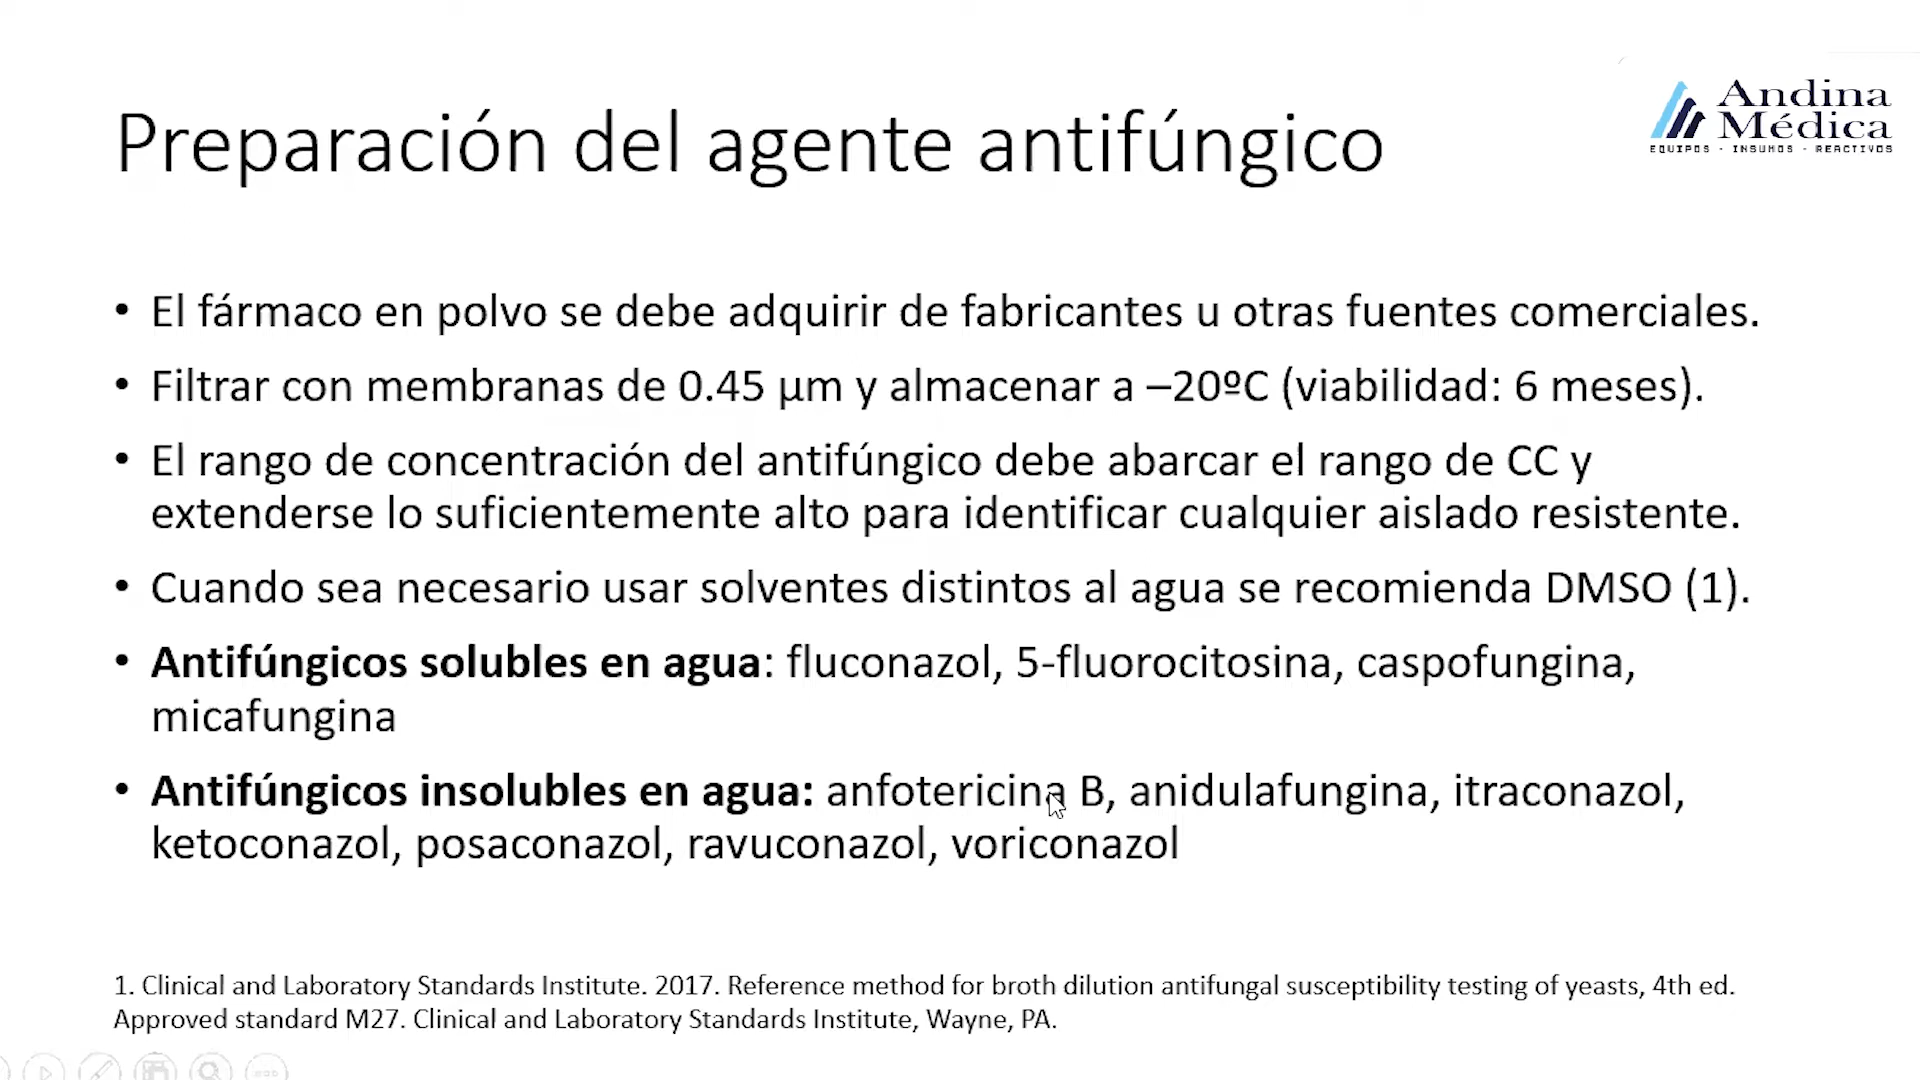 Andina
Médica
EQUIPOS - INSUMOS - REACTIVOS
Preparación del agente antifúngico
• El fármaco en polvo se debe adquirir de fabricantes u otras fuentes comerciales.
• Filtrar con membranas de 0.45 µm y almacenar a –20ºC (viabilidad: 6 meses).
• El rango de concentración del antifúngico debe abarcar el rango de CC y
extenderse lo suficientemente alto para identificar cualquier aislado resistente.
• Cuando sea necesario usar solventes distintos al agua se recomienda DMSO (1).
• Antifúngicos solubles en agua: fluconazol, 5-fluorocitosina, caspofungina,
micafungina
• Antifúngicos insolubles en agua: anfotericina B, anidulafungina, itraconazol,
ketoconazol, posaconazol, ravuconazol, voriconazol
1. Clinical and Laboratory Standards Institute. 2017. Reference method for broth dilution antifungal susceptibility testing of yeasts, 4th ed.
Approved standard M27. Clinical and Laboratory Standards Institute, Wayne, PA.